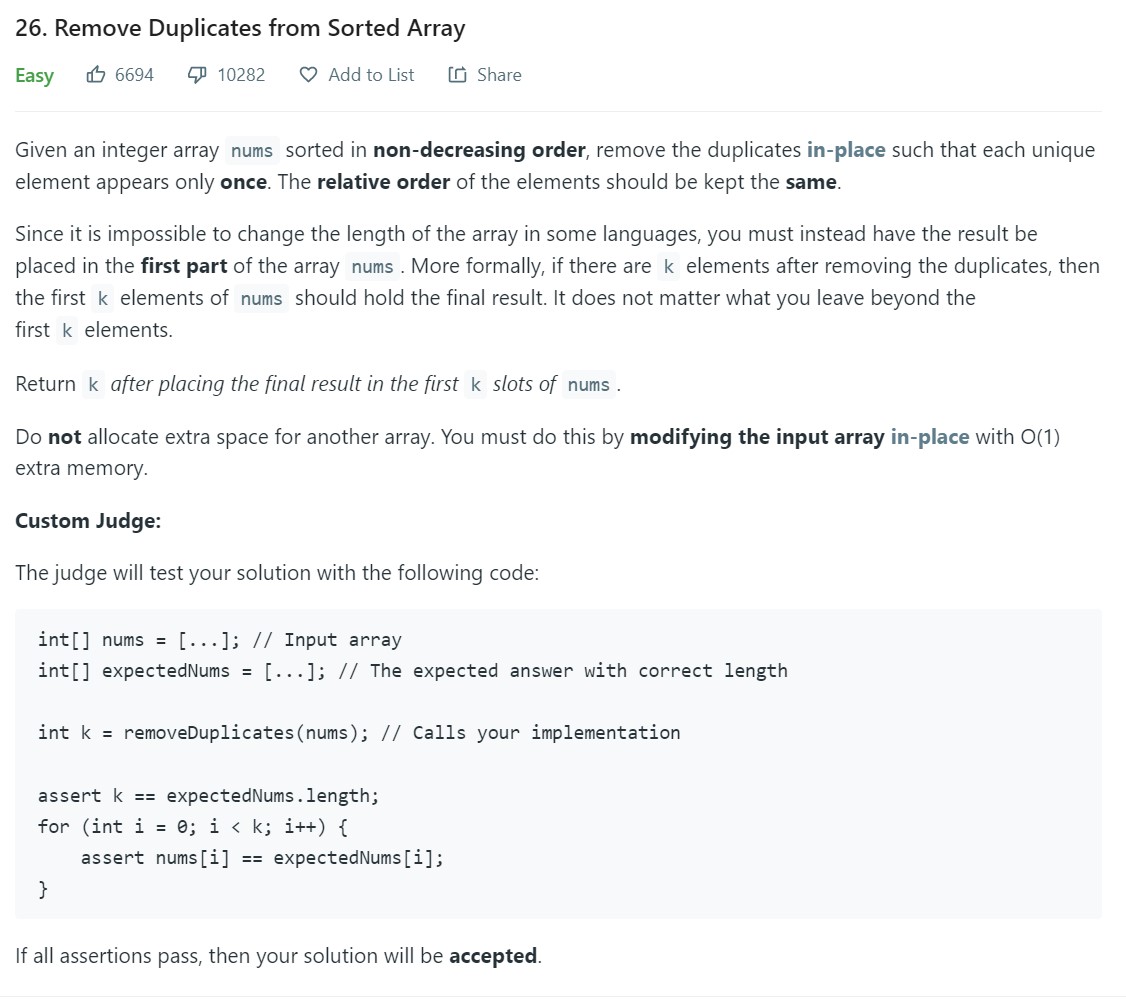 26. Remove Duplicates from Sorted Array
Easy 6694 10282 Add to List Share
Given an integer array nums sorted in non-decreasing order, remove the duplicates in-place such that each unique
element appears only once. The relative order of the elements should be kept the same.
Since it is impossible to change the length of the array in some languages, you must instead have the result be
placed in the first part of the array nums . More formally, if there are k elements after removing the duplicates, then
the first k elements of nums should hold the final result. It does not matter what you leave beyond the
first k elements.
Return k after placing the final result in the first k slots of nums .
Do not allocate extra space for another array. You must do this by modifying the input array in-place with O(1)
extra memory.
Custom Judge:
The judge will test your solution with the following code:
int[] nums = [...]; // Input array
int[] expectedNums = [...]; // The expected answer with correct length
int k = removeDuplicates(nums); // Calls your implementation
assert k == expectedNums.length;
for (int i = 0; i < k; i++) {
    assert nums[i] == expectedNums[i];
}
If all assertions pass, then your solution will be accepted.